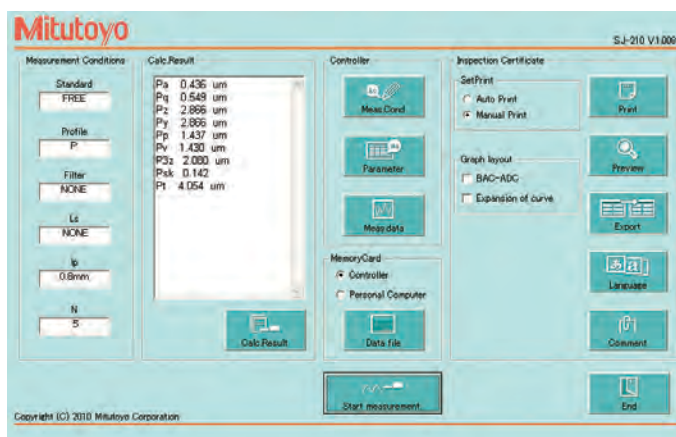 Mitutoyo
SJ-210 V1.000
Measurement Conditions
Standard
FREE
Profile
P
Filter
NONE
Lc
NONE
lp
0.8mm
N
5
Calc.Result
Pa 0.436 um
Pq 0.549 um
Pz 2.866 um
Py 2.866 um
Pp 1.437 um
Pv 1.430 um
P3z 2.080 um
Psk 0.142
Pt 4.054 um
Calc.Result
Controller
Meas.Cond
Parameter
Meas.data
MemoryCard
Controller
Personal Computer
Data file
Start measurement...
Inspection Certificate
SetPrint
Auto Print
Manual Print
Graph layout
BAC-ADC
Expansion of curve
Print
Preview
Export
Language
Comment
End
Copyright (C) 2010 Mitutoyo Corporation